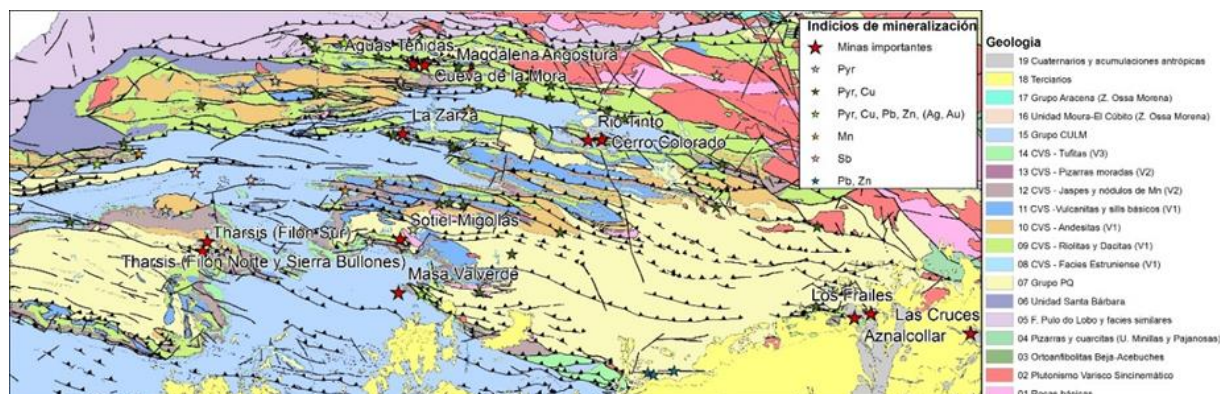 Indicios de mineralización
Minas importantes
Pyr
Pyr, Cu
Pyr, Cu, Pb, Zn, (Ag, Au)
Mn
Sb
Pb, Zn
Aguas Teñidas
Magdalena Angostura
Cueva de la Mora
La Zarza
Rio Tinto
Cerro Colorado
Sotiel-Migollas
Tharsis (Filón Sur)
Tharsis (Filón Norte y Sierra Bullones)
Masa Valverde
Los Frailes
Las Cruces
Aznalcollar
Geología
19 Cuaternarios y acumulaciones antrópicas
18 Terciarios
17 Grupo Aracena (Z. Ossa Morena)
16 Unidad Moura-El Cúbito (Z. Ossa Morena)
15 Grupo CULM
14 CVS - Tufitas (V3)
13 CVS - Pizarras moradas (V2)
12 CVS - Jaspes y nódulos de Mn (V2)
11 CVS -Vulcanitas y sills básicos (V1)
10 CVS - Andesitas (V1)
09 CVS - Riolitas y Dacitas (V1)
08 CVS - Facies Estruniense (V1)
07 Grupo PQ
06 Unidad Santa Bárbara
05 F. Pulo do Lobo y facies similares
04 Pizarras y cuarcitas (U. Minillas y Pajanosas)
03 Ortoanfibolitas Beja-Acebuches
02 Plutonismo Varisco Sincinemático
01 Rocas básicas